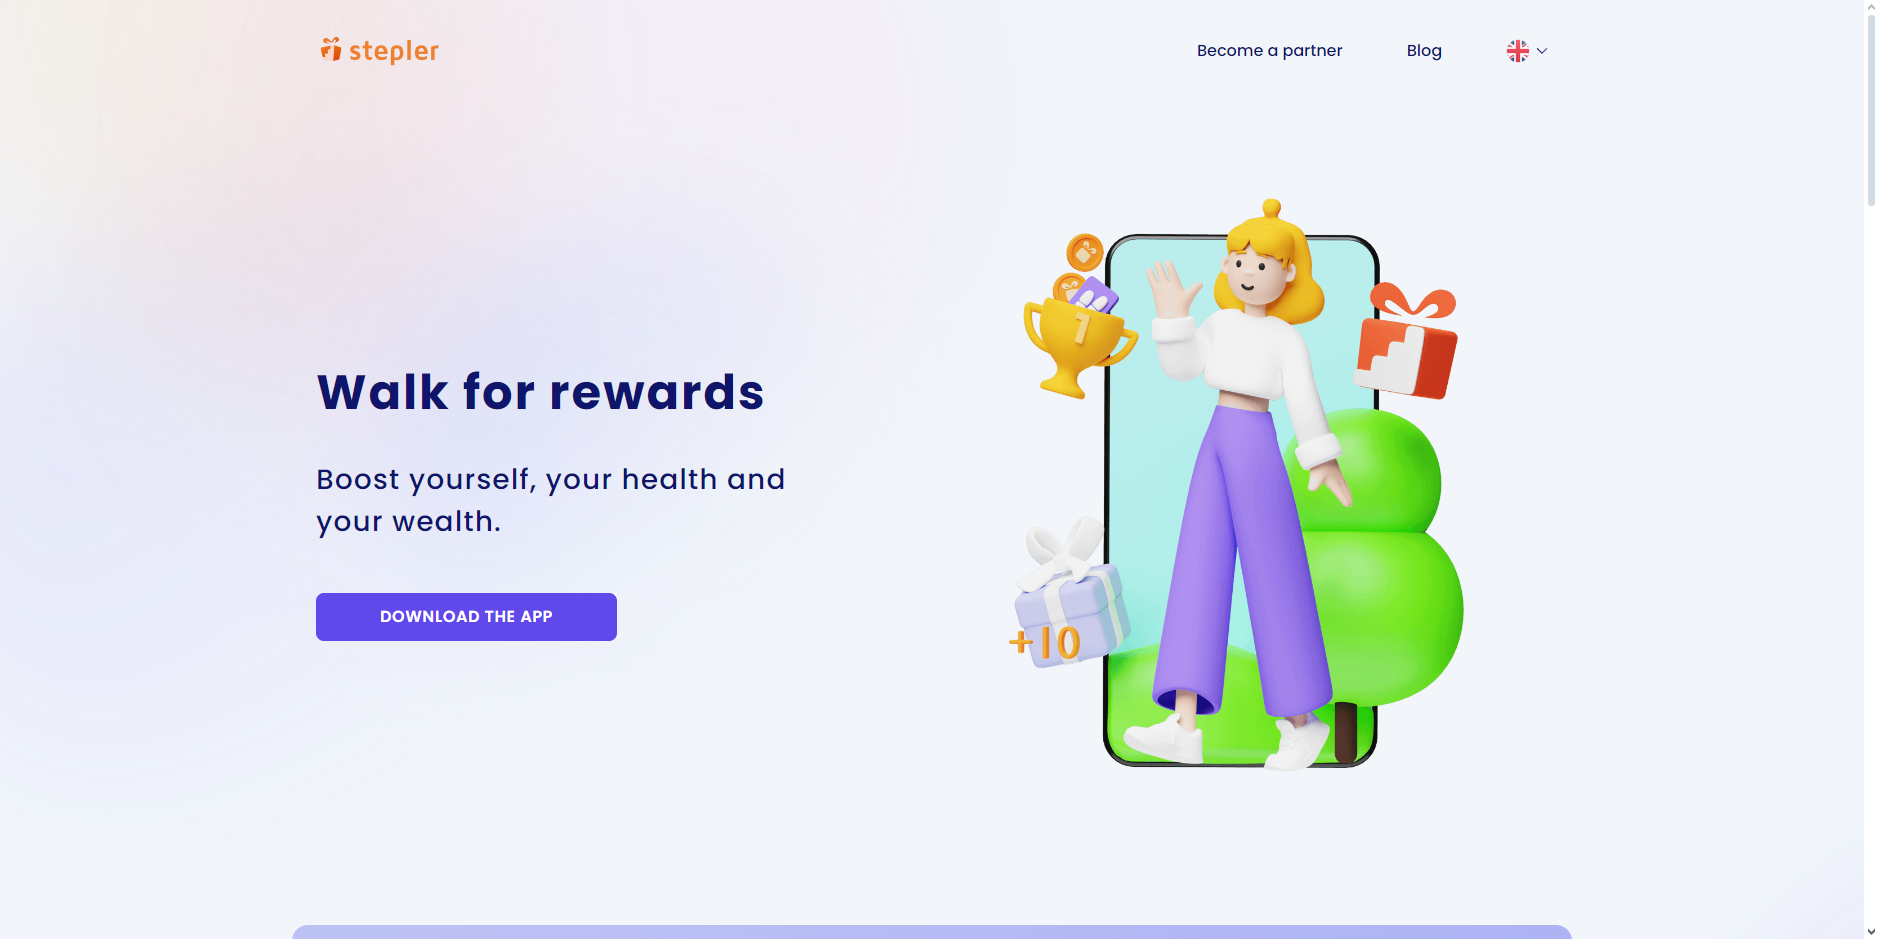 stepler
Become a partner
Blog
Walk for rewards
Boost yourself, your health and
your wealth.
DOWNLOAD THE APP
1
+10